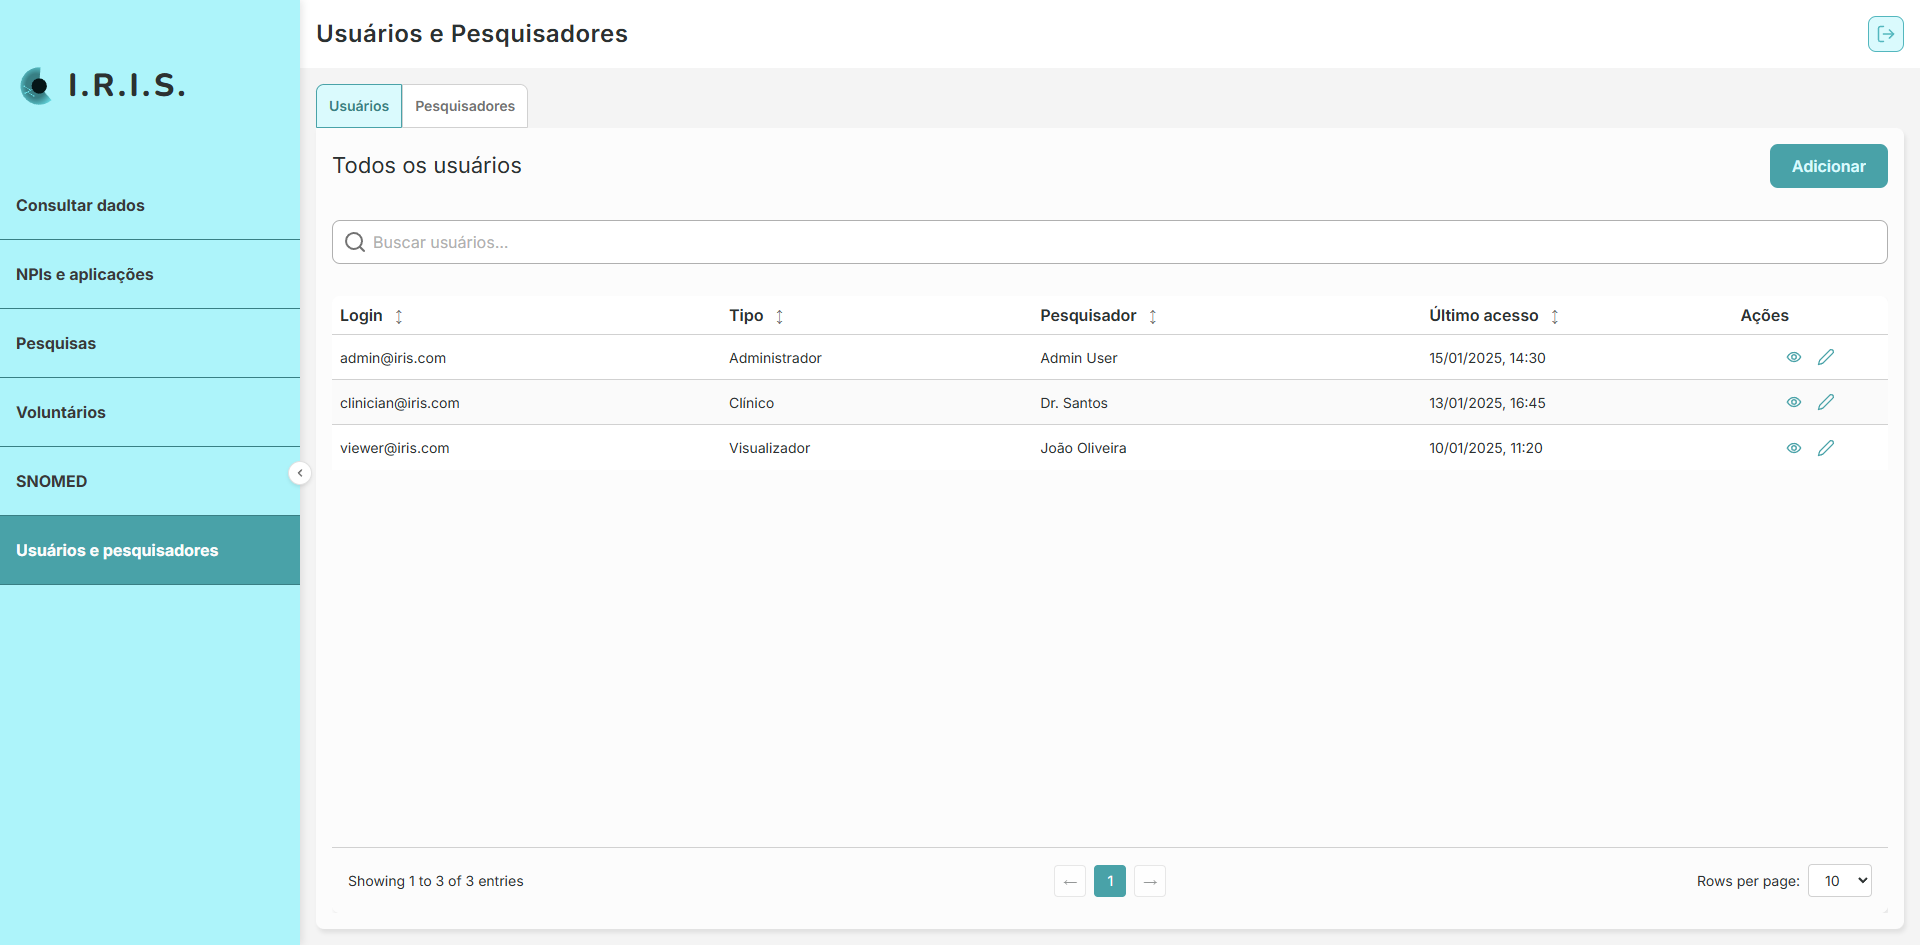 I.R.I.S.
Consultar dados
NPIs e aplicações
Pesquisas
Voluntários
SNOMED
Usuários e pesquisadores
Usuários e Pesquisadores
Usuários Pesquisadores
Todos os usuários
Adicionar
Buscar usuários...
Login Tipo Pesquisador Último acesso Ações
admin@iris.com Administrador Admin User 15/01/2025, 14:30
clinician@iris.com Clínico Dr. Santos 13/01/2025, 16:45
viewer@iris.com Visualizador João Oliveira 10/01/2025, 11:20
Showing 1 to 3 of 3 entries ← 1 → Rows per page: 10